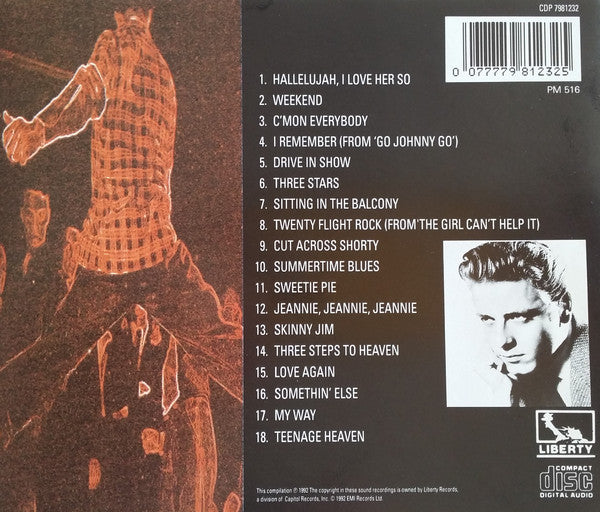 CDP 7981232
0 077779 812325
PM 516
1. HALLELUJAH, I LOVE HER SO
2. WEEKEND
3. C'MON EVERYBODY
4. I REMEMBER (FROM 'GO JOHNNY GO')
5. DRIVE IN SHOW
6. THREE STARS
7. SITTING IN THE BALCONY
8. TWENTY FLIGHT ROCK (FROM 'THE GIRL CAN'T HELP IT)
9. CUT ACROSS SHORTY
10. SUMMERTIME BLUES
11. SWEETIE PIE
12. JEANNIE, JEANNIE, JEANNIE
13. SKINNY JIM
14. THREE STEPS TO HEAVEN
15. LOVE AGAIN
16. SOMETHIN' ELSE
17. MY WAY
18. TEENAGE HEAVEN
LIBERTY
COMPACT
disc
DIGITAL AUDIO
This compilation ℗ 1992 The copyright in these sound recordings is owned by Liberty Records,
a division of Capitol Records, Inc. © 1992 EMI Records Ltd.